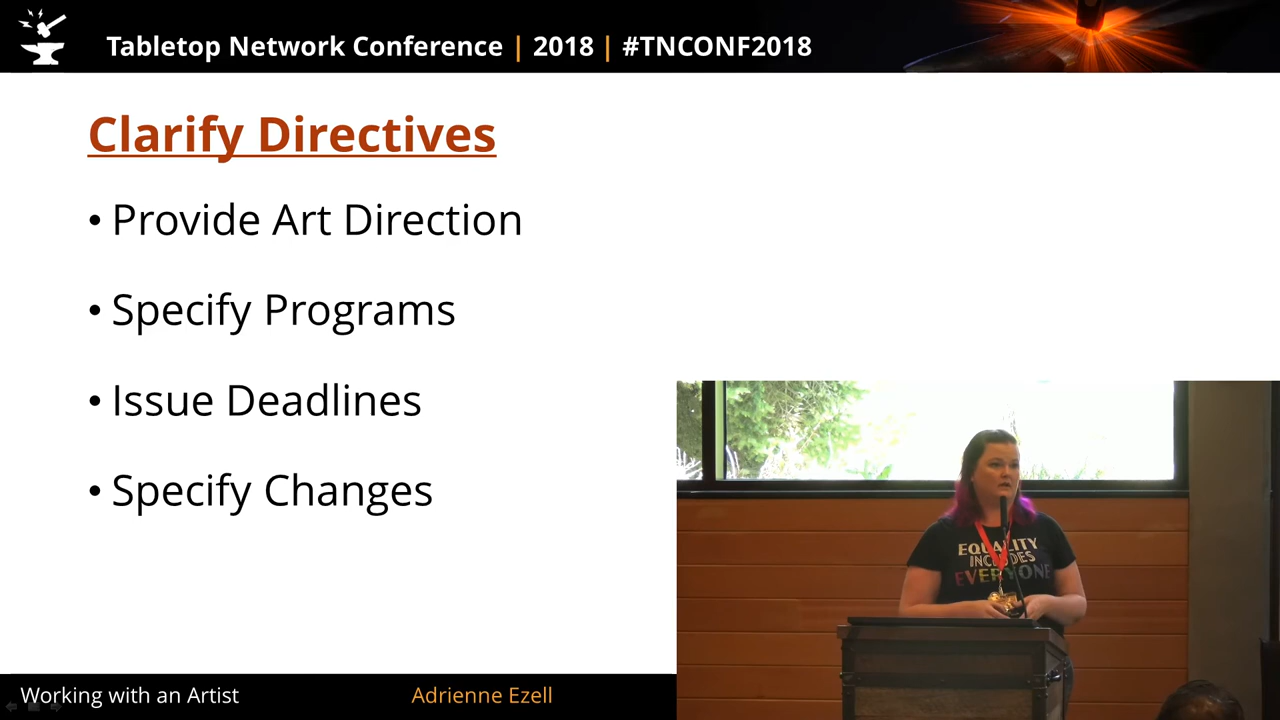 Tabletop Network Conference | 2018 | #TNCONF2018
Clarify Directives
• Provide Art Direction
• Specify Programs
• Issue Deadlines
• Specify Changes
EQUALITY
INCLUDES
EVERYONE
Working with an Artist
Adrienne Ezell